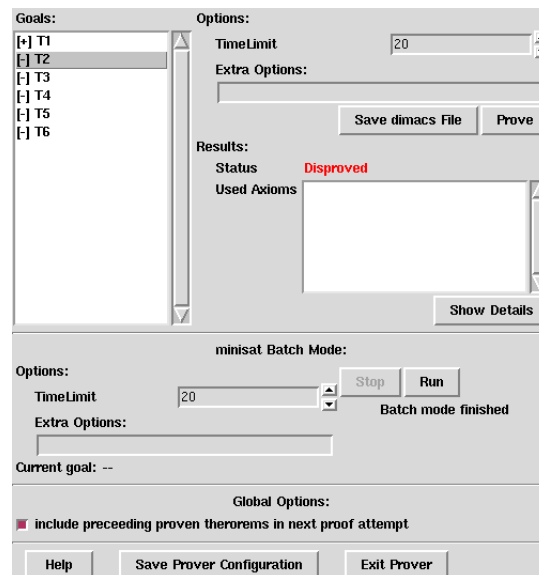 Goals:
[+] T1
[-] T2
[-] T3
[-] T4
[-] T5
[-] T6
Options:
TimeLimit 20
Extra Options:
Save dimacs File Prove
Results:
Status Disproved
Used Axioms
Show Details
minisat Batch Mode:
Options:
TimeLimit 20
Stop Run
Batch mode finished
Extra Options:
Current goal: --
Global Options:
include preceeding proven therorems in next proof attempt
Help Save Prover Configuration Exit Prover